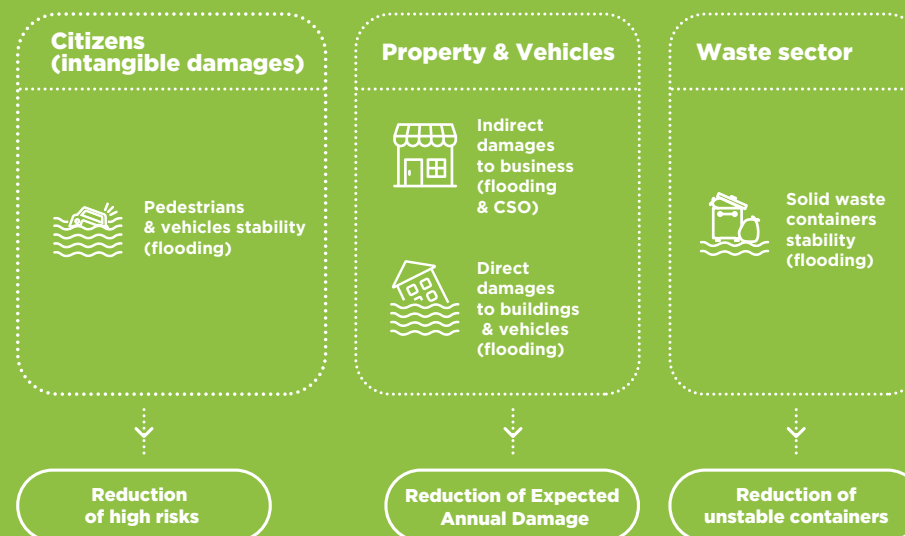 Citizens
(intangible damages)
Pedestrians
& vehicles stability
(flooding)
Reduction
of high risks
Property & Vehicles
Indirect
damages
to business
(flooding
& CSO)
Direct
damages
to buildings
& vehicles
(flooding)
Reduction of Expected
Annual Damage
Waste sector
Solid waste
containers
stability
(flooding)
Reduction of
unstable containers